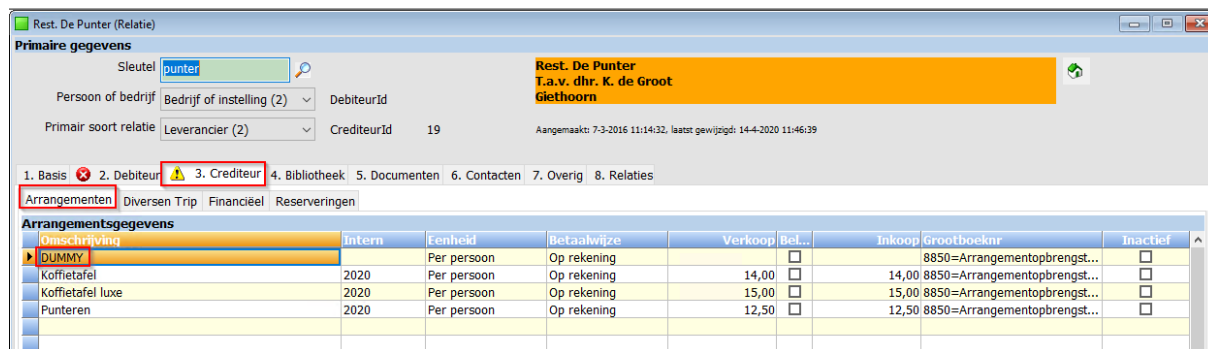 Rest. De Punter (Relatie)
Primaire gegevens
Sleutel punter
Rest. De Punter
T.a.v. dhr. K. de Groot
Giethoorn
Persoon of bedrijf Bedrijf of instelling (2) DebiteurId
Primair soort relatie Leverancier (2) CrediteurId 19 Aangemaakt: 7-3-2016 11:14:32, laatst gewijzigd: 14-4-2020 11:46:39
1. Basis 2. Debiteur 3. Crediteur 4. Bibliotheek 5. Documenten 6. Contacten 7. Overig 8. Relaties
Arrangementen Diversen Trip Financiëel Reserveringen
Arrangementsgegevens
Omschrijving Intern Eenheid Betaalwijze Verkoop Bel... Inkoop Grootboeknr Inactief
DUMMY Per persoon Op rekening 8850=Arrangementopbrengst...
Koffietafel 2020 Per persoon Op rekening 14,00 14,00 8850=Arrangementopbrengst...
Koffietafel luxe 2020 Per persoon Op rekening 15,00 15,00 8850=Arrangementopbrengst...
Punteren 2020 Per persoon Op rekening 12,50 12,50 8850=Arrangementopbrengst...